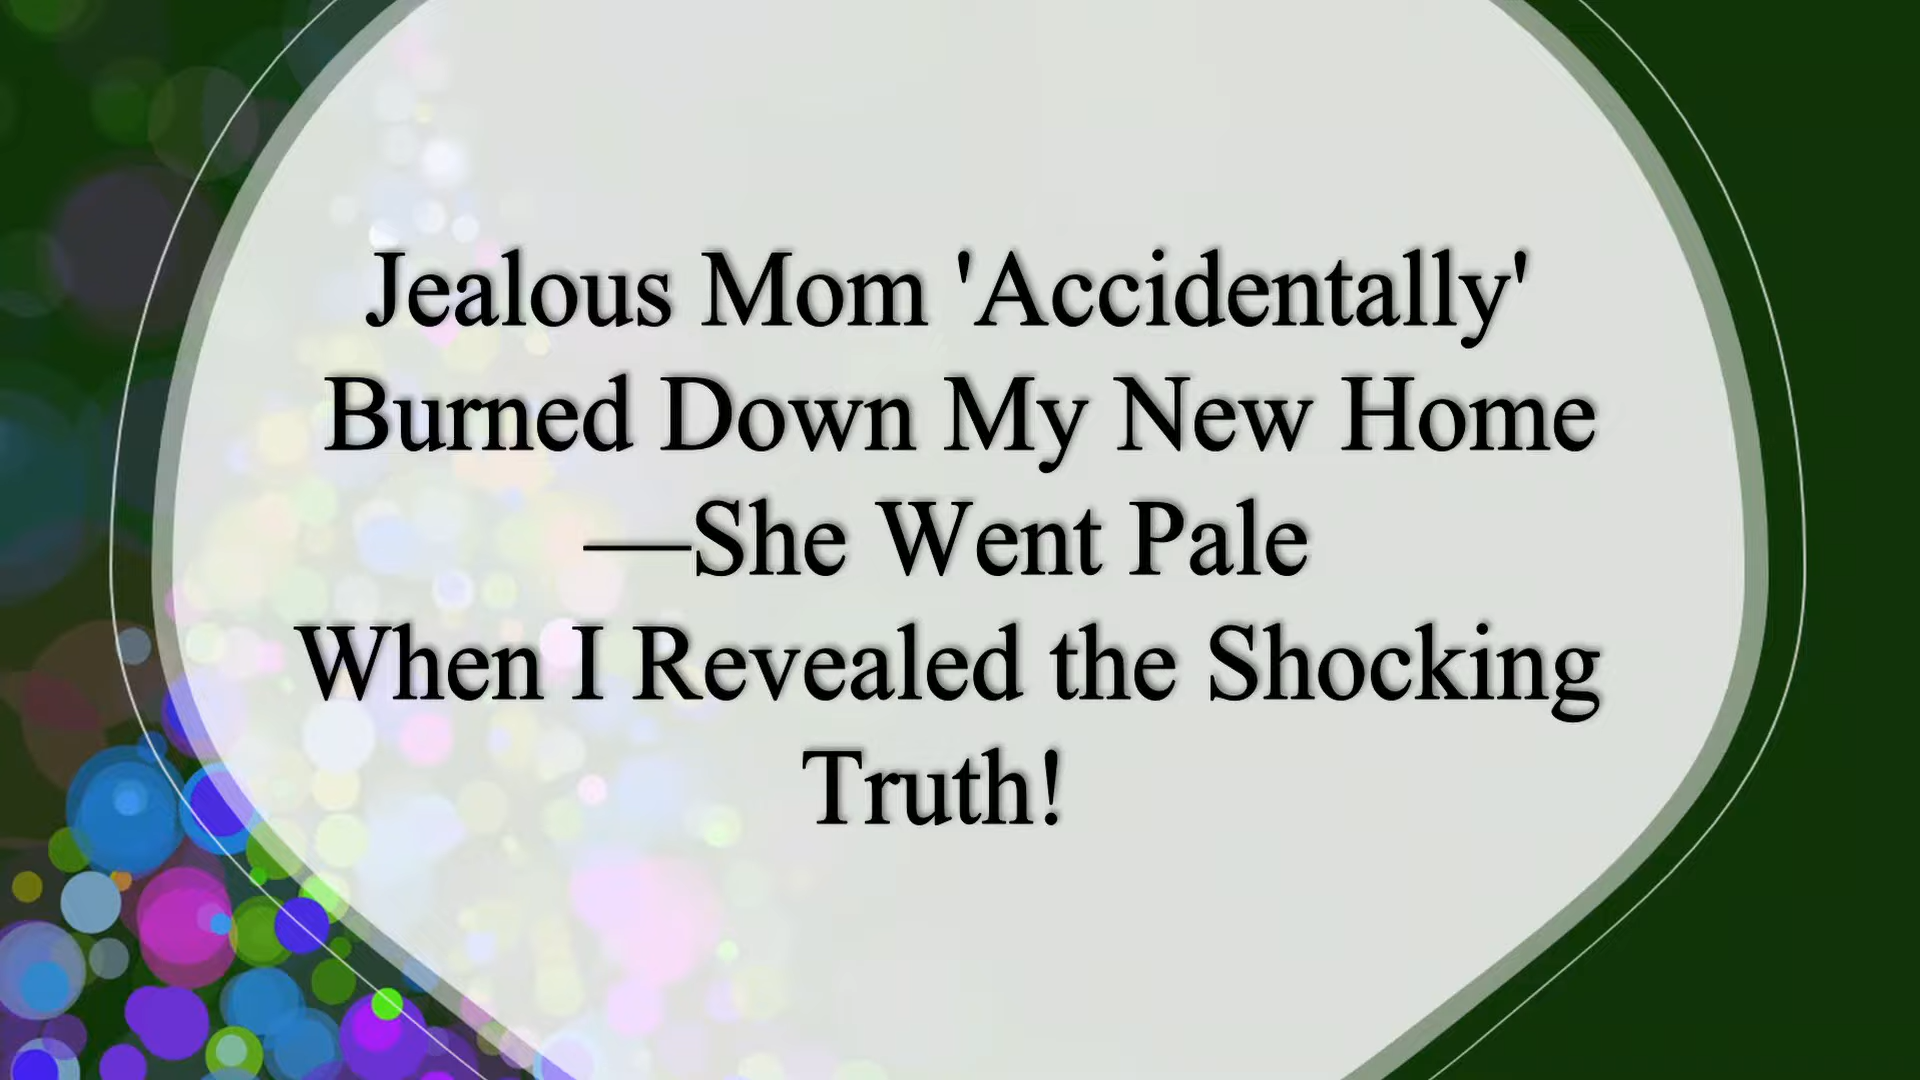 Jealous Mom 'Accidentally'
Burned Down My New Home
—She Went Pale
When I Revealed the Shocking
Truth!